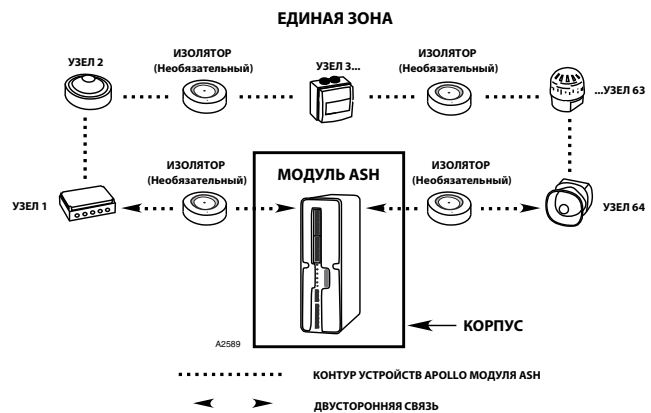 ЕДИНАЯ ЗОНА
УЗЕЛ 2
ИЗОЛЯТОР
(Необязательный)
УЗЕЛ 3...
ИЗОЛЯТОР
(Необязательный)
...УЗЕЛ 63
УЗЕЛ 1
ИЗОЛЯТОР
(Необязательный)
МОДУЛЬ ASH
ИЗОЛЯТОР
(Необязательный)
УЗЕЛ 64
A2589
КОРПУС
КОНТУР УСТРОЙСТВ APOLLO МОДУЛЯ ASH
ДВУСТОРОННЯЯ СВЯЗЬ